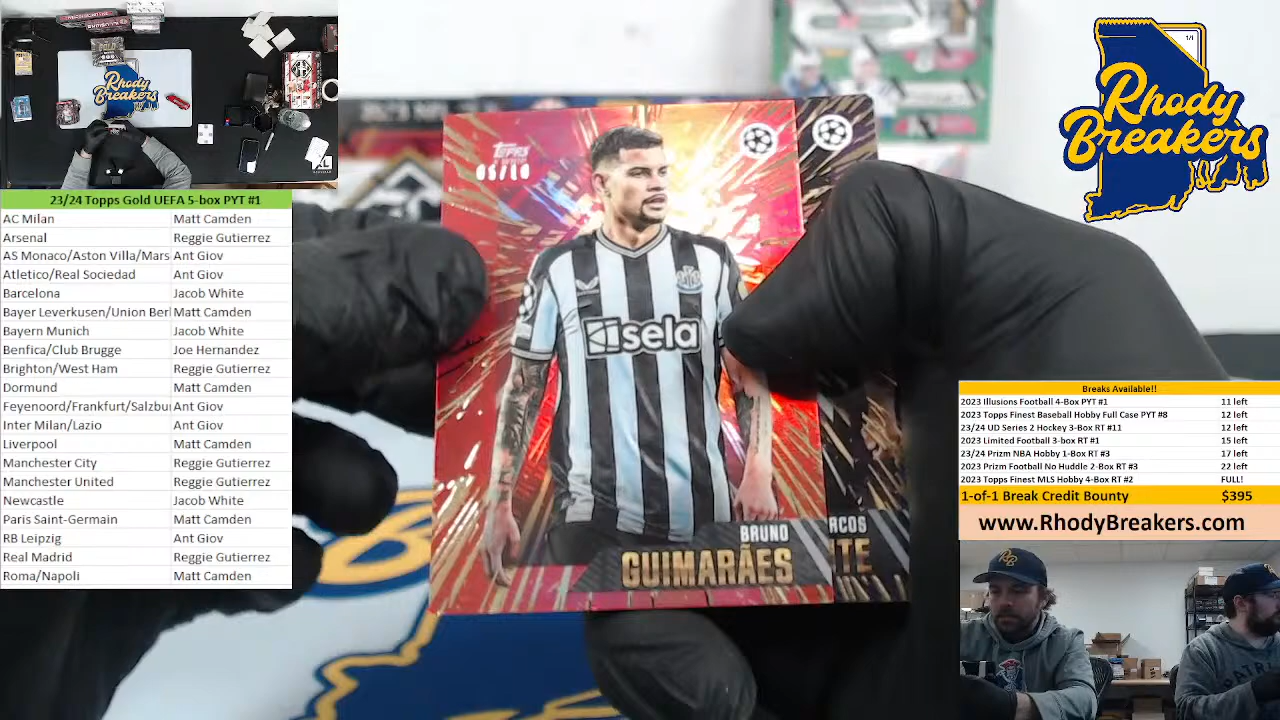 Rhody
Breakers
23/24 Topps Gold UEFA 5-box PYT #1
AC Milan Matt Camden
Arsenal Reggie Gutierrez
AS Monaco/Aston Villa/Mars Ant Giov
Atletico/Real Sociedad Ant Giov
Barcelona Jacob White
Bayer Leverkusen/Union Berl Matt Camden
Bayern Munich Jacob White
Benfica/Club Brugge Joe Hernandez
Brighton/West Ham Reggie Gutierrez
Dormund Matt Camden
Feyenoord/Frankfurt/Salzbu Ant Giov
Inter Milan/Lazio Ant Giov
Liverpool Matt Camden
Manchester City Reggie Gutierrez
Manchester United Reggie Gutierrez
Newcastle Jacob White
Paris Saint-Germain Matt Camden
RB Leipzig Ant Giov
Real Madrid Reggie Gutierrez
Roma/Napoli Matt Camden
TOPPS
05/10
sela
BRUNO
GUIMARÃES
RCOS
TE
1/1
Rhody
Breakers
Breaks Available!!
2023 Illusions Football 4-Box PYT #1 11 left
2023 Topps Finest Baseball Hobby Full Case PYT #8 12 left
23/24 UD Series 2 Hockey 3-Box RT #11 12 left
2023 Limited Football 3-box RT #1 15 left
23/24 Prizm NBA Hobby 1-Box RT #3 17 left
2023 Prizm Football No Huddle 2-Box RT #3 22 left
2023 Topps Finest MLS Hobby 4-Box RT #2 FULL!
1-of-1 Break Credit Bounty $395
www.RhodyBreakers.com
RB